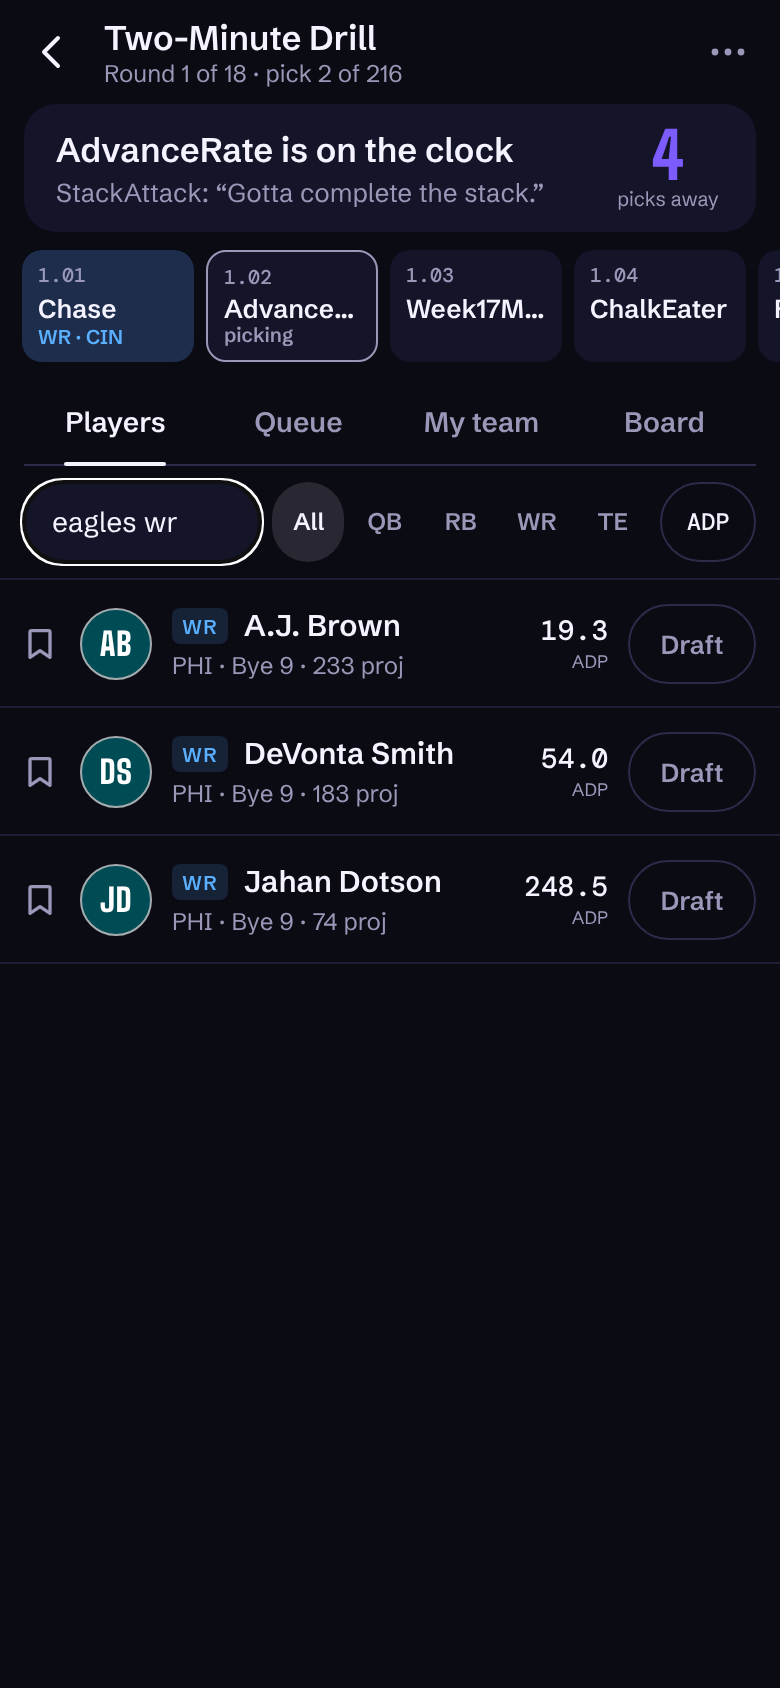 Two-Minute Drill
Round 1 of 18 · pick 2 of 216
AdvanceRate is on the clock
StackAttack: “Gotta complete the stack.”
4
picks away
1.01
Chase
WR · CIN
1.02
Advance...
picking
1.03
Week17M...
1.04
ChalkEater
Players
Queue
My team
Board
eagles wr
All
QB
RB
WR
TE
ADP
AB
WR
A.J. Brown
PHI · Bye 9 · 233 proj
19.3
ADP
Draft
DS
WR
DeVonta Smith
PHI · Bye 9 · 183 proj
54.0
ADP
Draft
JD
WR
Jahan Dotson
PHI · Bye 9 · 74 proj
248.5
ADP
Draft